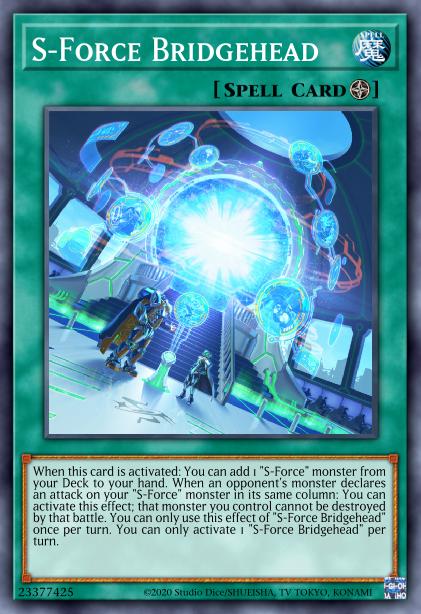 S-Force Bridgehead
SPELL
魔
[Spell Card]
When this card is activated: You can add 1 "S-Force" monster from
your Deck to your hand. When an opponent's monster declares
an attack on your "S-Force" monster in its same column: You can
activate this effect; that monster you control cannot be destroyed
by that battle. You can only use this effect of "S-Force Bridgehead"
once per turn. You can only activate 1 "S-Force Bridgehead" per
turn.
23377425
©2020 Studio Dice/SHUEISHA, TV TOKYO, KONAMI